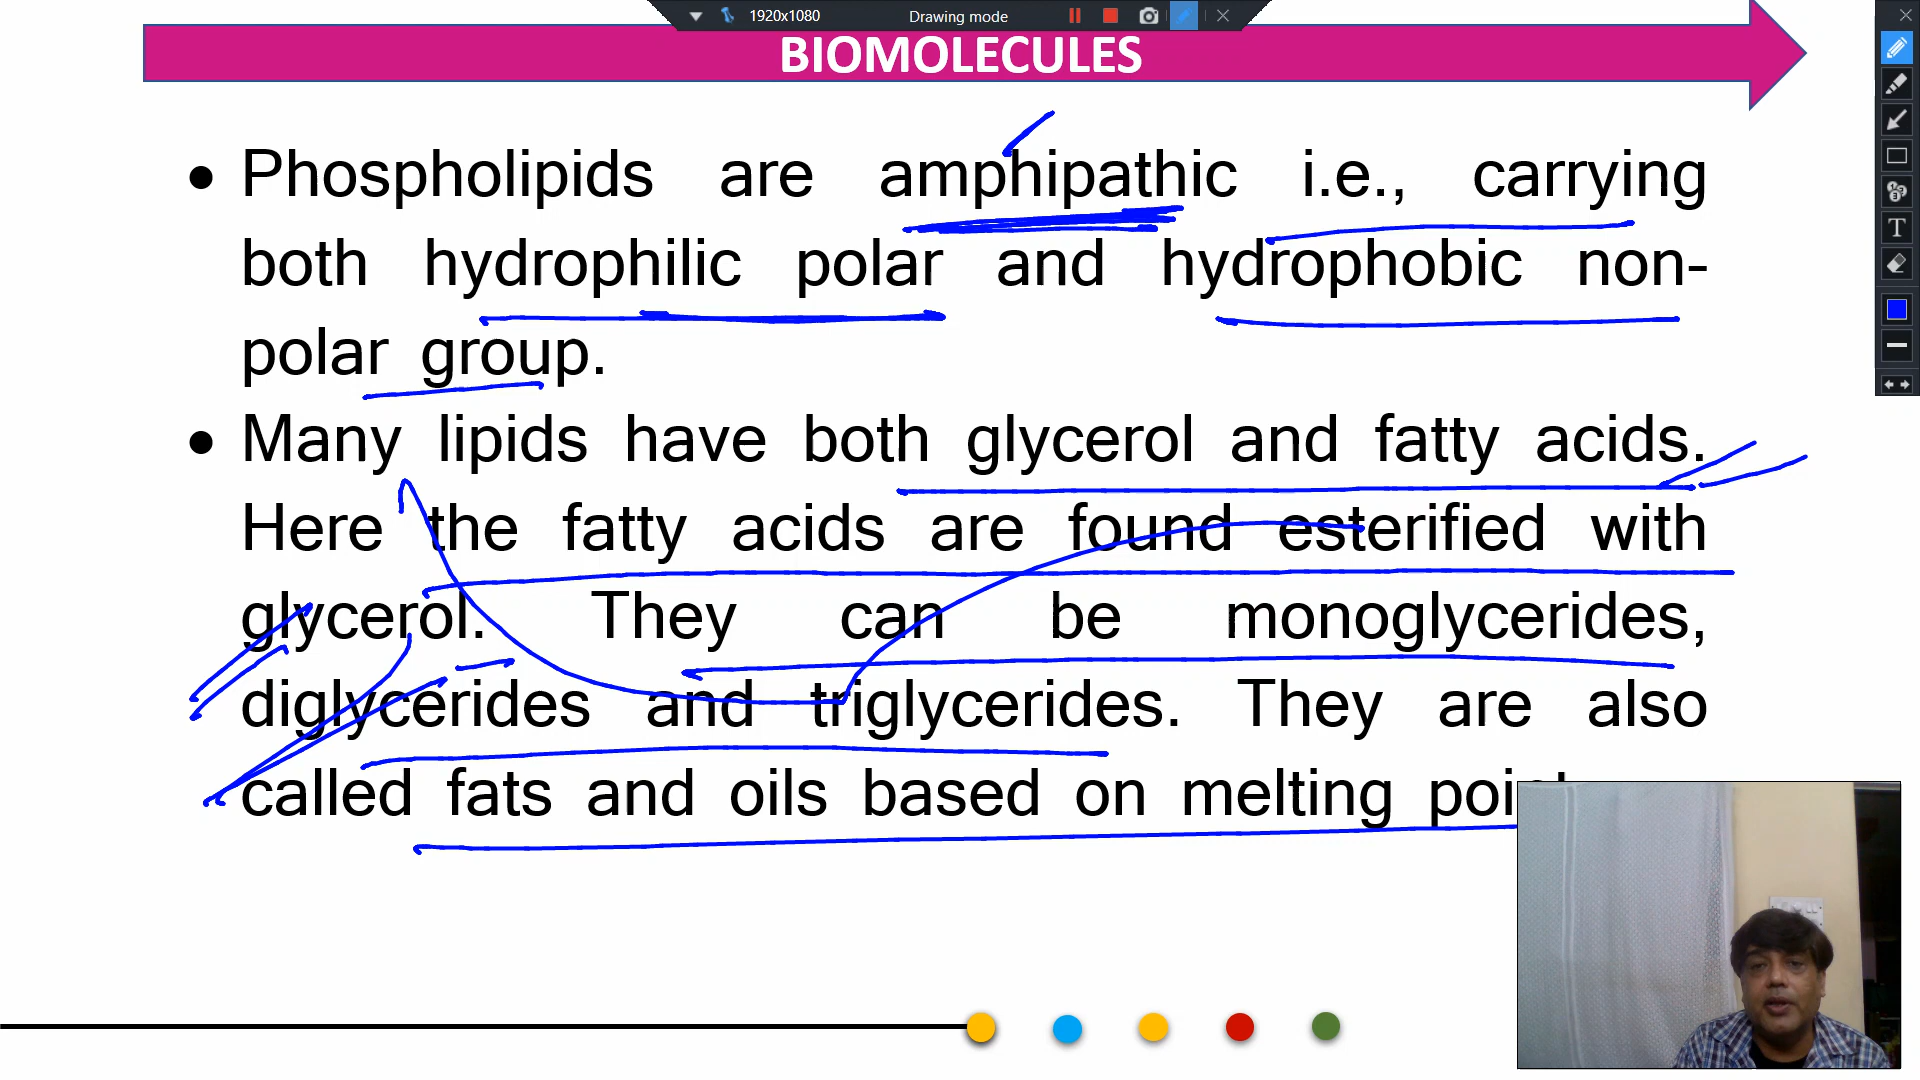 1920x1080 Drawing mode
BIOMOLECULES
• Phospholipids are amphipathic i.e., carrying
both hydrophilic polar and hydrophobic non-
polar group.
• Many lipids have both glycerol and fatty acids.
Here the fatty acids are found esterified with
glycerol. They can be monoglycerides,
diglycerides and triglycerides. They are also
called fats and oils based on melting